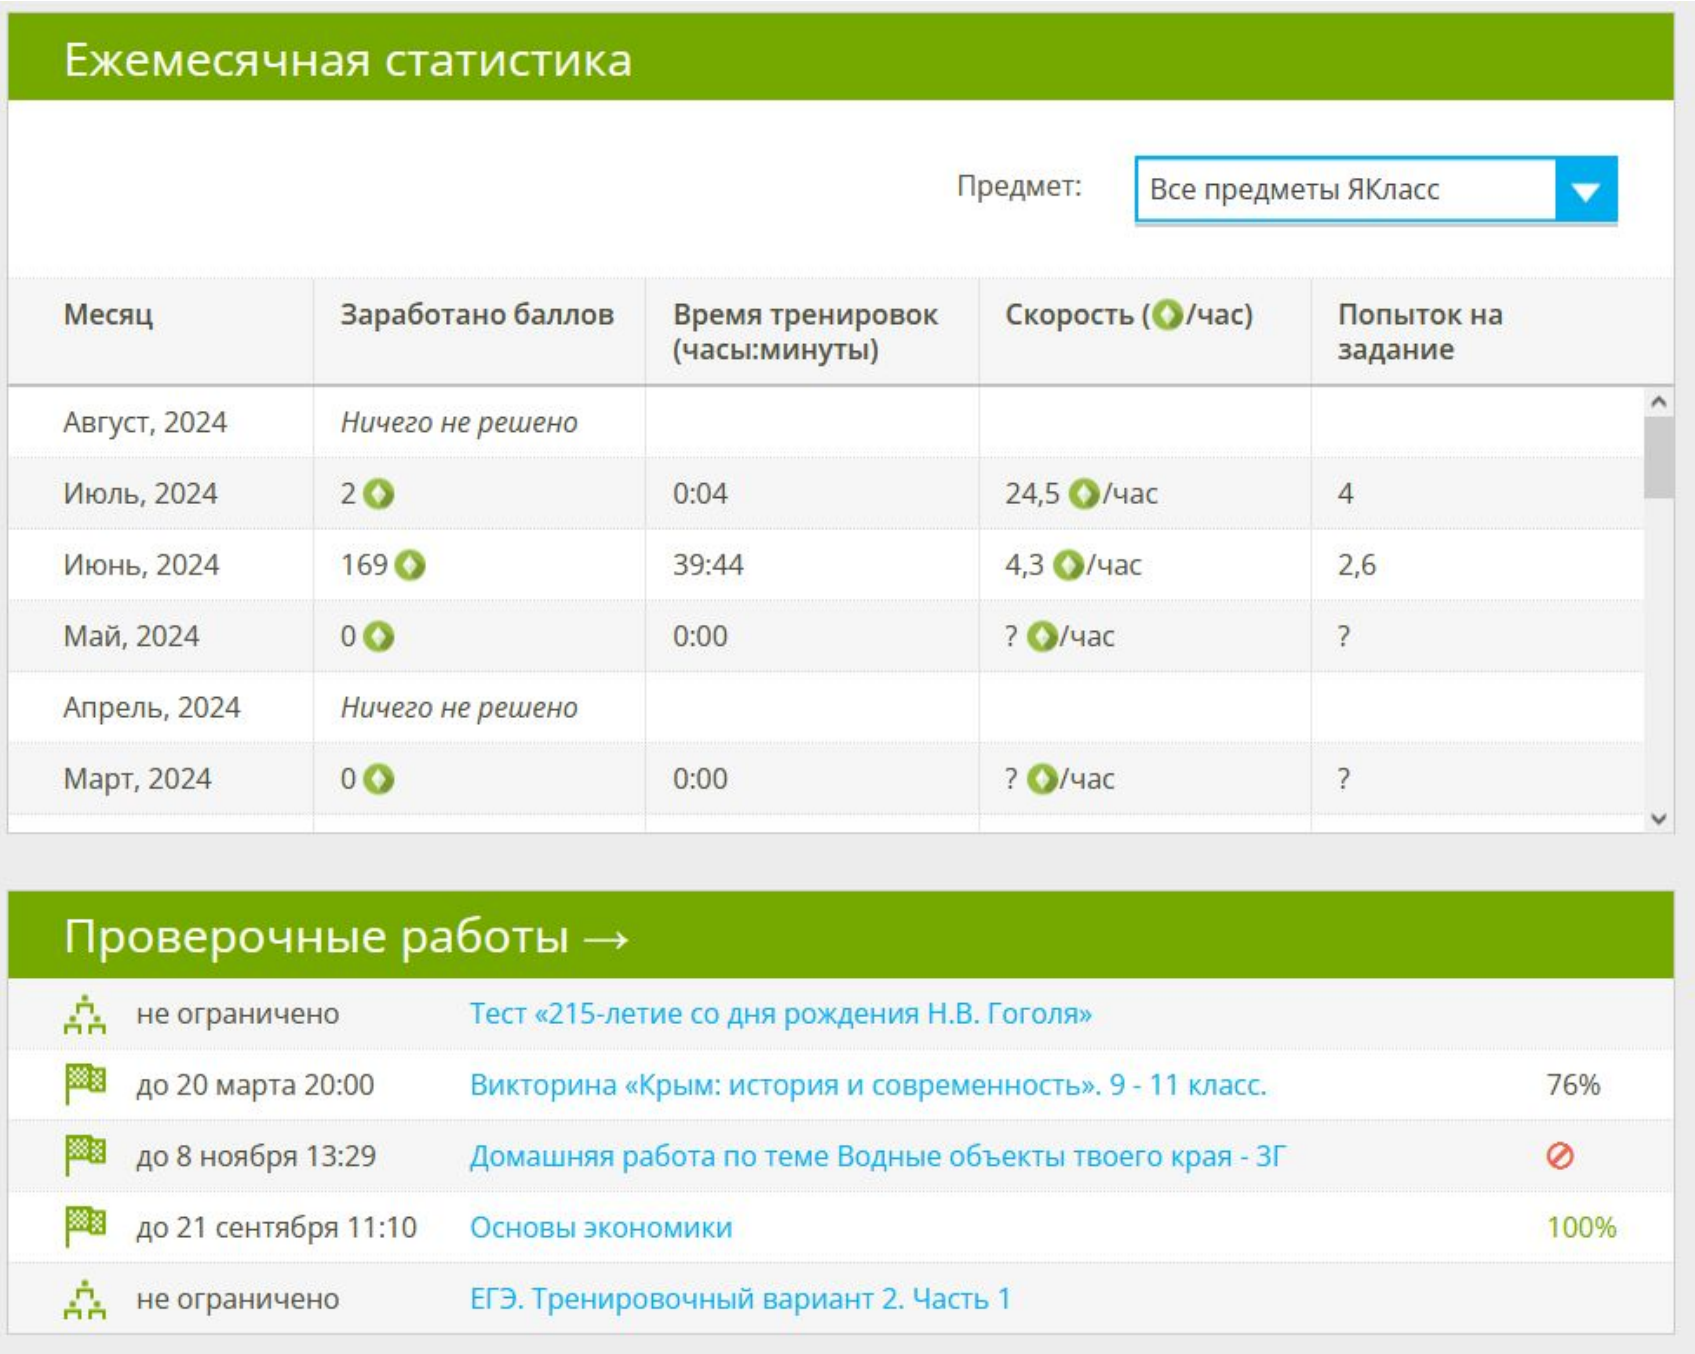 Ежемесячная статистика
Предмет: Все предметы ЯКласс
Месяц Заработано баллов Время тренировок (часы:минуты) Скорость (/час) Попыток на задание
Август, 2024 Ничего не решено
Июль, 2024 2 0:04 24,5 /час 4
Июнь, 2024 169 39:44 4,3 /час 2,6
Май, 2024 0 0:00 ? /час ?
Апрель, 2024 Ничего не решено
Март, 2024 0 0:00 ? /час ?
Проверочные работы →
не ограничено Тест «215-летие со дня рождения Н.В. Гоголя»
до 20 марта 20:00 Викторина «Крым: история и современность». 9 - 11 класс. 76%
до 8 ноября 13:29 Домашняя работа по теме Водные объекты твоего края - 3Г
до 21 сентября 11:10 Основы экономики 100%
не ограничено ЕГЭ. Тренировочный вариант 2. Часть 1